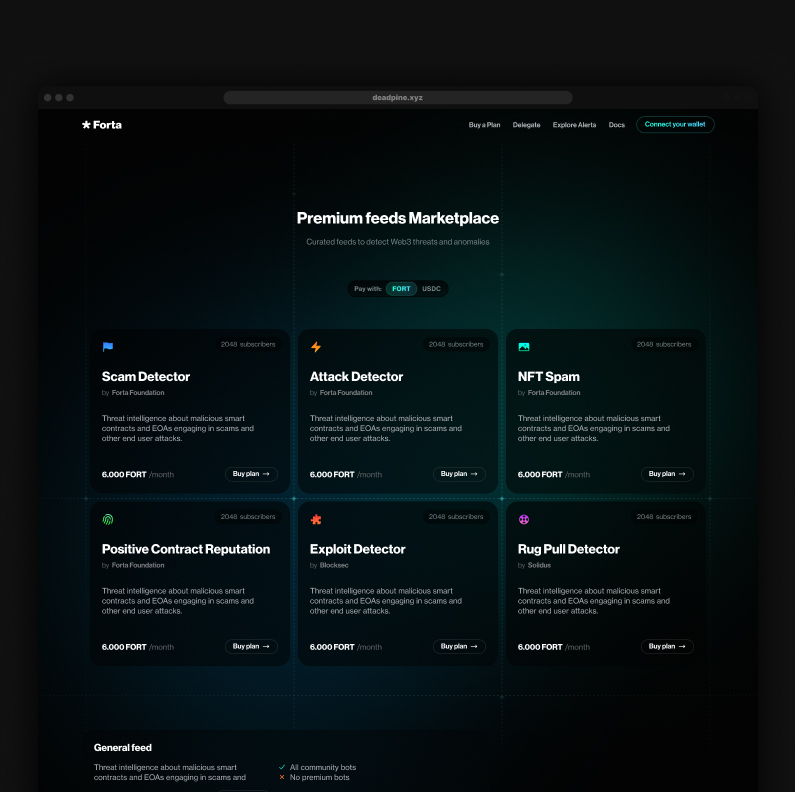 deadpine.xyz
Forta
Buy a Plan Delegate Explore Alerts Docs Connect your wallet
Premium feeds Marketplace
Curated feeds to detect Web3 threats and anomalies
Pay with: FORT USDC
2048 subscribers
Scam Detector
by Forta Foundation
Threat intelligence about malicious smart
contracts and EOAs engaging in scams and
other end user attacks.
6.000 FORT /month Buy plan →
2048 subscribers
Attack Detector
by Forta Foundation
Threat intelligence about malicious smart
contracts and EOAs engaging in scams and
other end user attacks.
6.000 FORT /month Buy plan →
2048 subscribers
NFT Spam
by Forta Foundation
Threat intelligence about malicious smart
contracts and EOAs engaging in scams and
other end user attacks.
6.000 FORT /month Buy plan →
2048 subscribers
Positive Contract Reputation
by Forta Foundation
Threat intelligence about malicious smart
contracts and EOAs engaging in scams and
other end user attacks.
6.000 FORT /month Buy plan →
2048 subscribers
Exploit Detector
by Blocksec
Threat intelligence about malicious smart
contracts and EOAs engaging in scams and
other end user attacks.
6.000 FORT /month Buy plan →
2048 subscribers
Rug Pull Detector
by Solidus
Threat intelligence about malicious smart
contracts and EOAs engaging in scams and
other end user attacks.
6.000 FORT /month Buy plan →
General feed
Threat intelligence about malicious smart
contracts and EOAs engaging in scams and
All community bots
No premium bots